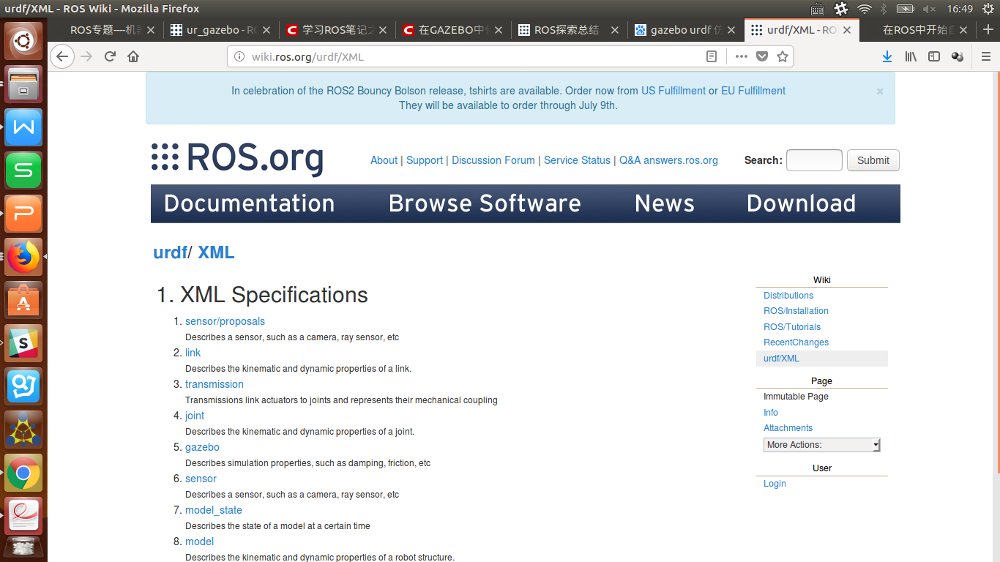 urdf/XML - ROS Wiki - Mozilla Firefox
16:49
ROS专题----机器
ur_gazebo - RO
学习ROS笔记之
在GAZEBO中仿
ROS探索总结
gazebo urdf 仿
urdf/XML - RO
在ROS中开始自
wiki.ros.org/urdf/XML
In celebration of the ROS2 Bouncy Bolson release, tshirts are available. Order now from US Fulfillment or EU Fulfillment
They will be available to order through July 9th.
×
ROS.org
About | Support | Discussion Forum | Service Status | Q&A answers.ros.org
Search:
Submit
Documentation
Browse Software
News
Download
urdf/ XML
1. XML Specifications
1. sensor/proposals
Describes a sensor, such as a camera, ray sensor, etc
2. link
Describes the kinematic and dynamic properties of a link.
3. transmission
Transmissions link actuators to joints and represents their mechanical coupling
4. joint
Describes the kinematic and dynamic properties of a joint.
5. gazebo
Describes simulation properties, such as damping, friction, etc
6. sensor
Describes a sensor, such as a camera, ray sensor, etc
7. model_state
Describes the state of a model at a certain time
8. model
Describes the kinematic and dynamic properties of a robot structure.
Wiki
Distributions
ROS/Installation
ROS/Tutorials
RecentChanges
urdf/XML
Page
Immutable Page
Info
Attachments
More Actions:
User
Login